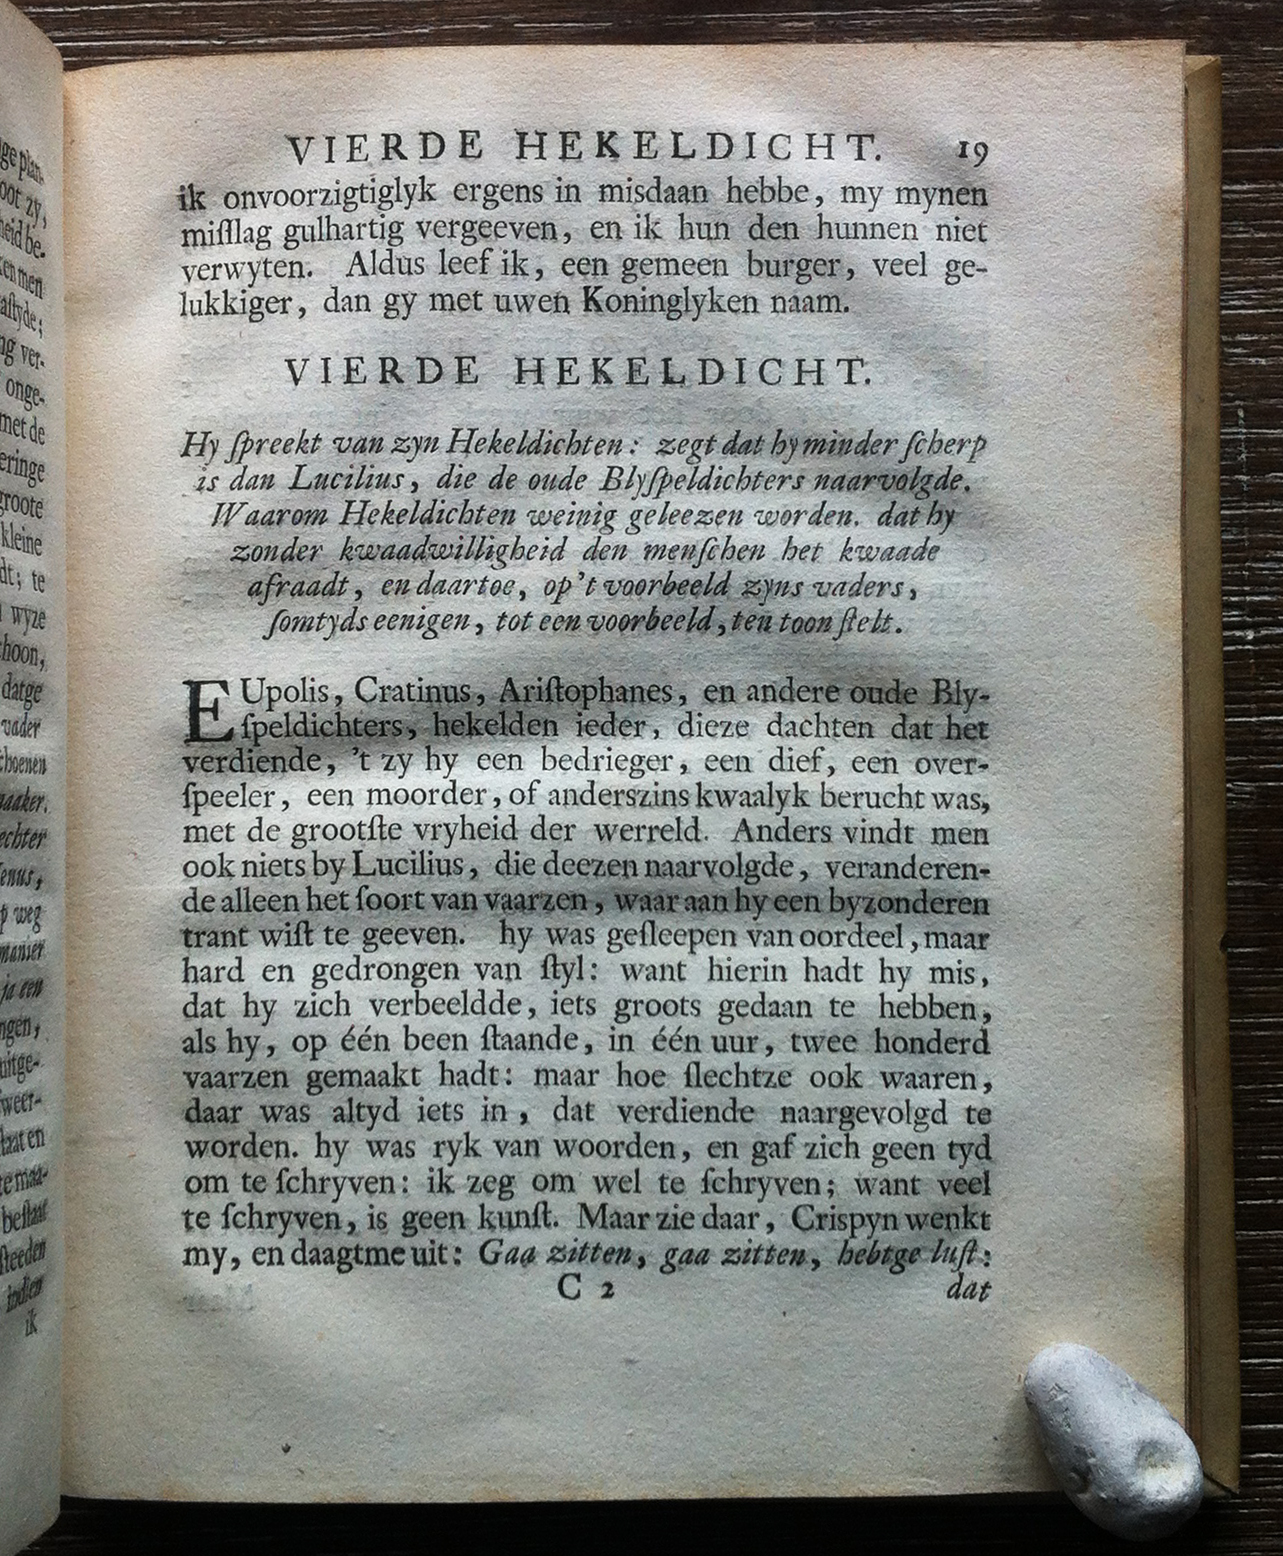 VIERDE HEKELDICHT. 19
ik onvoorzigtiglyk ergens in misdaan hebbe, my mynen
miſſlag gulhartig vergeeven, en ik hun den hunnen niet
verwyten. Aldus leef ik, een gemeen burger, veel ge-
lukkiger, dan gy met uwen Koninglyken naam.
VIERDE HEKELDICHT.
Hy ſpreekt van zyn Hekeldichten: zegt dat hy minder ſcherp
is dan Lucilius, die de oude Blyſpeldichters naarvolgde.
Waarom Hekeldichten weinig geleezen worden. dat hy
zonder kwaadwilligheid den menſchen het kwaade
afraadt, en daartoe, op 't voorbeeld zyns vaders,
ſomtyds eenigen, tot een voorbeeld, ten toon ſtelt.
EUpolis, Cratinus, Ariſtophanes, en andere oude Bly-
ſpeldichters, hekelden ieder, dieze dachten dat het
verdiende, 't zy hy een bedrieger, een dief, een over-
ſpeeler, een moorder, of anderszins kwaalyk berucht was,
met de grootſte vryheid der werreld. Anders vindt men
ook niets by Lucilius, die deezen naarvolgde, veranderen-
de alleen het ſoort van vaarzen, waar aan hy een byzonderen
trant wiſt te geeven. hy was geſleepen van oordeel, maar
hard en gedrongen van ſtyl: want hierin hadt hy mis,
dat hy zich verbeeldde, iets groots gedaan te hebben,
als hy, op één been ſtaande, in één uur, twee honderd
vaarzen gemaakt hadt: maar hoe ſlechtze ook waaren,
daar was altyd iets in, dat verdiende naargevolgd te
worden. hy was ryk van woorden, en gaf zich geen tyd
om te ſchryven: ik zeg om wel te ſchryven; want veel
te ſchryven, is geen kunſt. Maar zie daar, Crispyn wenkt
my, en daagtme uit: Gaa zitten, gaa zitten, hebtge luſt:
C 2 dat